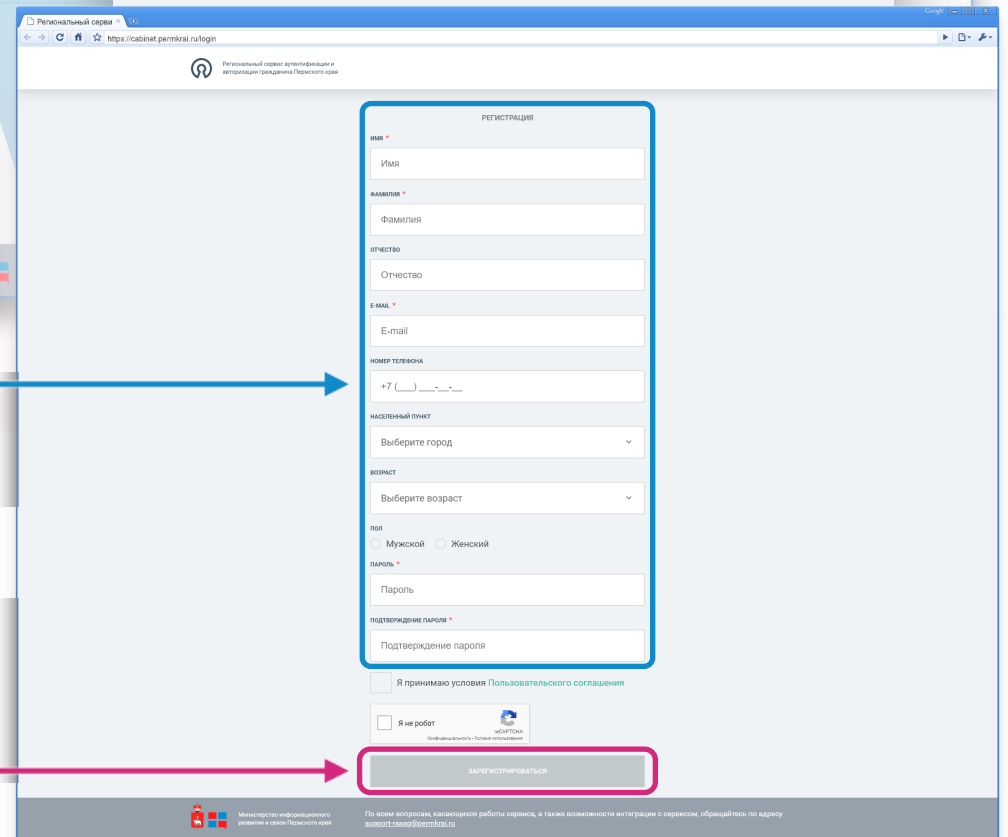 Google
Региональный серви
https://cabinet.permkrai.ru/login
Региональный сервис аутентификации и
авторизации гражданина Пермского края
РЕГИСТРАЦИЯ
ИМЯ *
Имя
ФАМИЛИЯ *
Фамилия
ОТЧЕСТВО
Отчество
E-MAIL *
E-mail
НОМЕР ТЕЛЕФОНА
+7 (___) ___-__-__
НАСЕЛЕННЫЙ ПУНКТ
Выберите город
ВОЗРАСТ
Выберите возраст
ПОЛ
Мужской Женский
ПАРОЛЬ *
Пароль
ПОДТВЕРЖДЕНИЕ ПАРОЛЯ *
Подтверждение пароля
Я принимаю условия Пользовательского соглашения
Я не робот
reCAPTCHA
Конфиденциальность - Условия использования
ЗАРЕГИСТРИРОВАТЬСЯ
Министерство информационного
развития и связи Пермского края
По всем вопросам, касающихся работы сервиса, а также возможности интеграции с сервисом, обращайтесь по адресу
support-rsaag@permkrai.ru